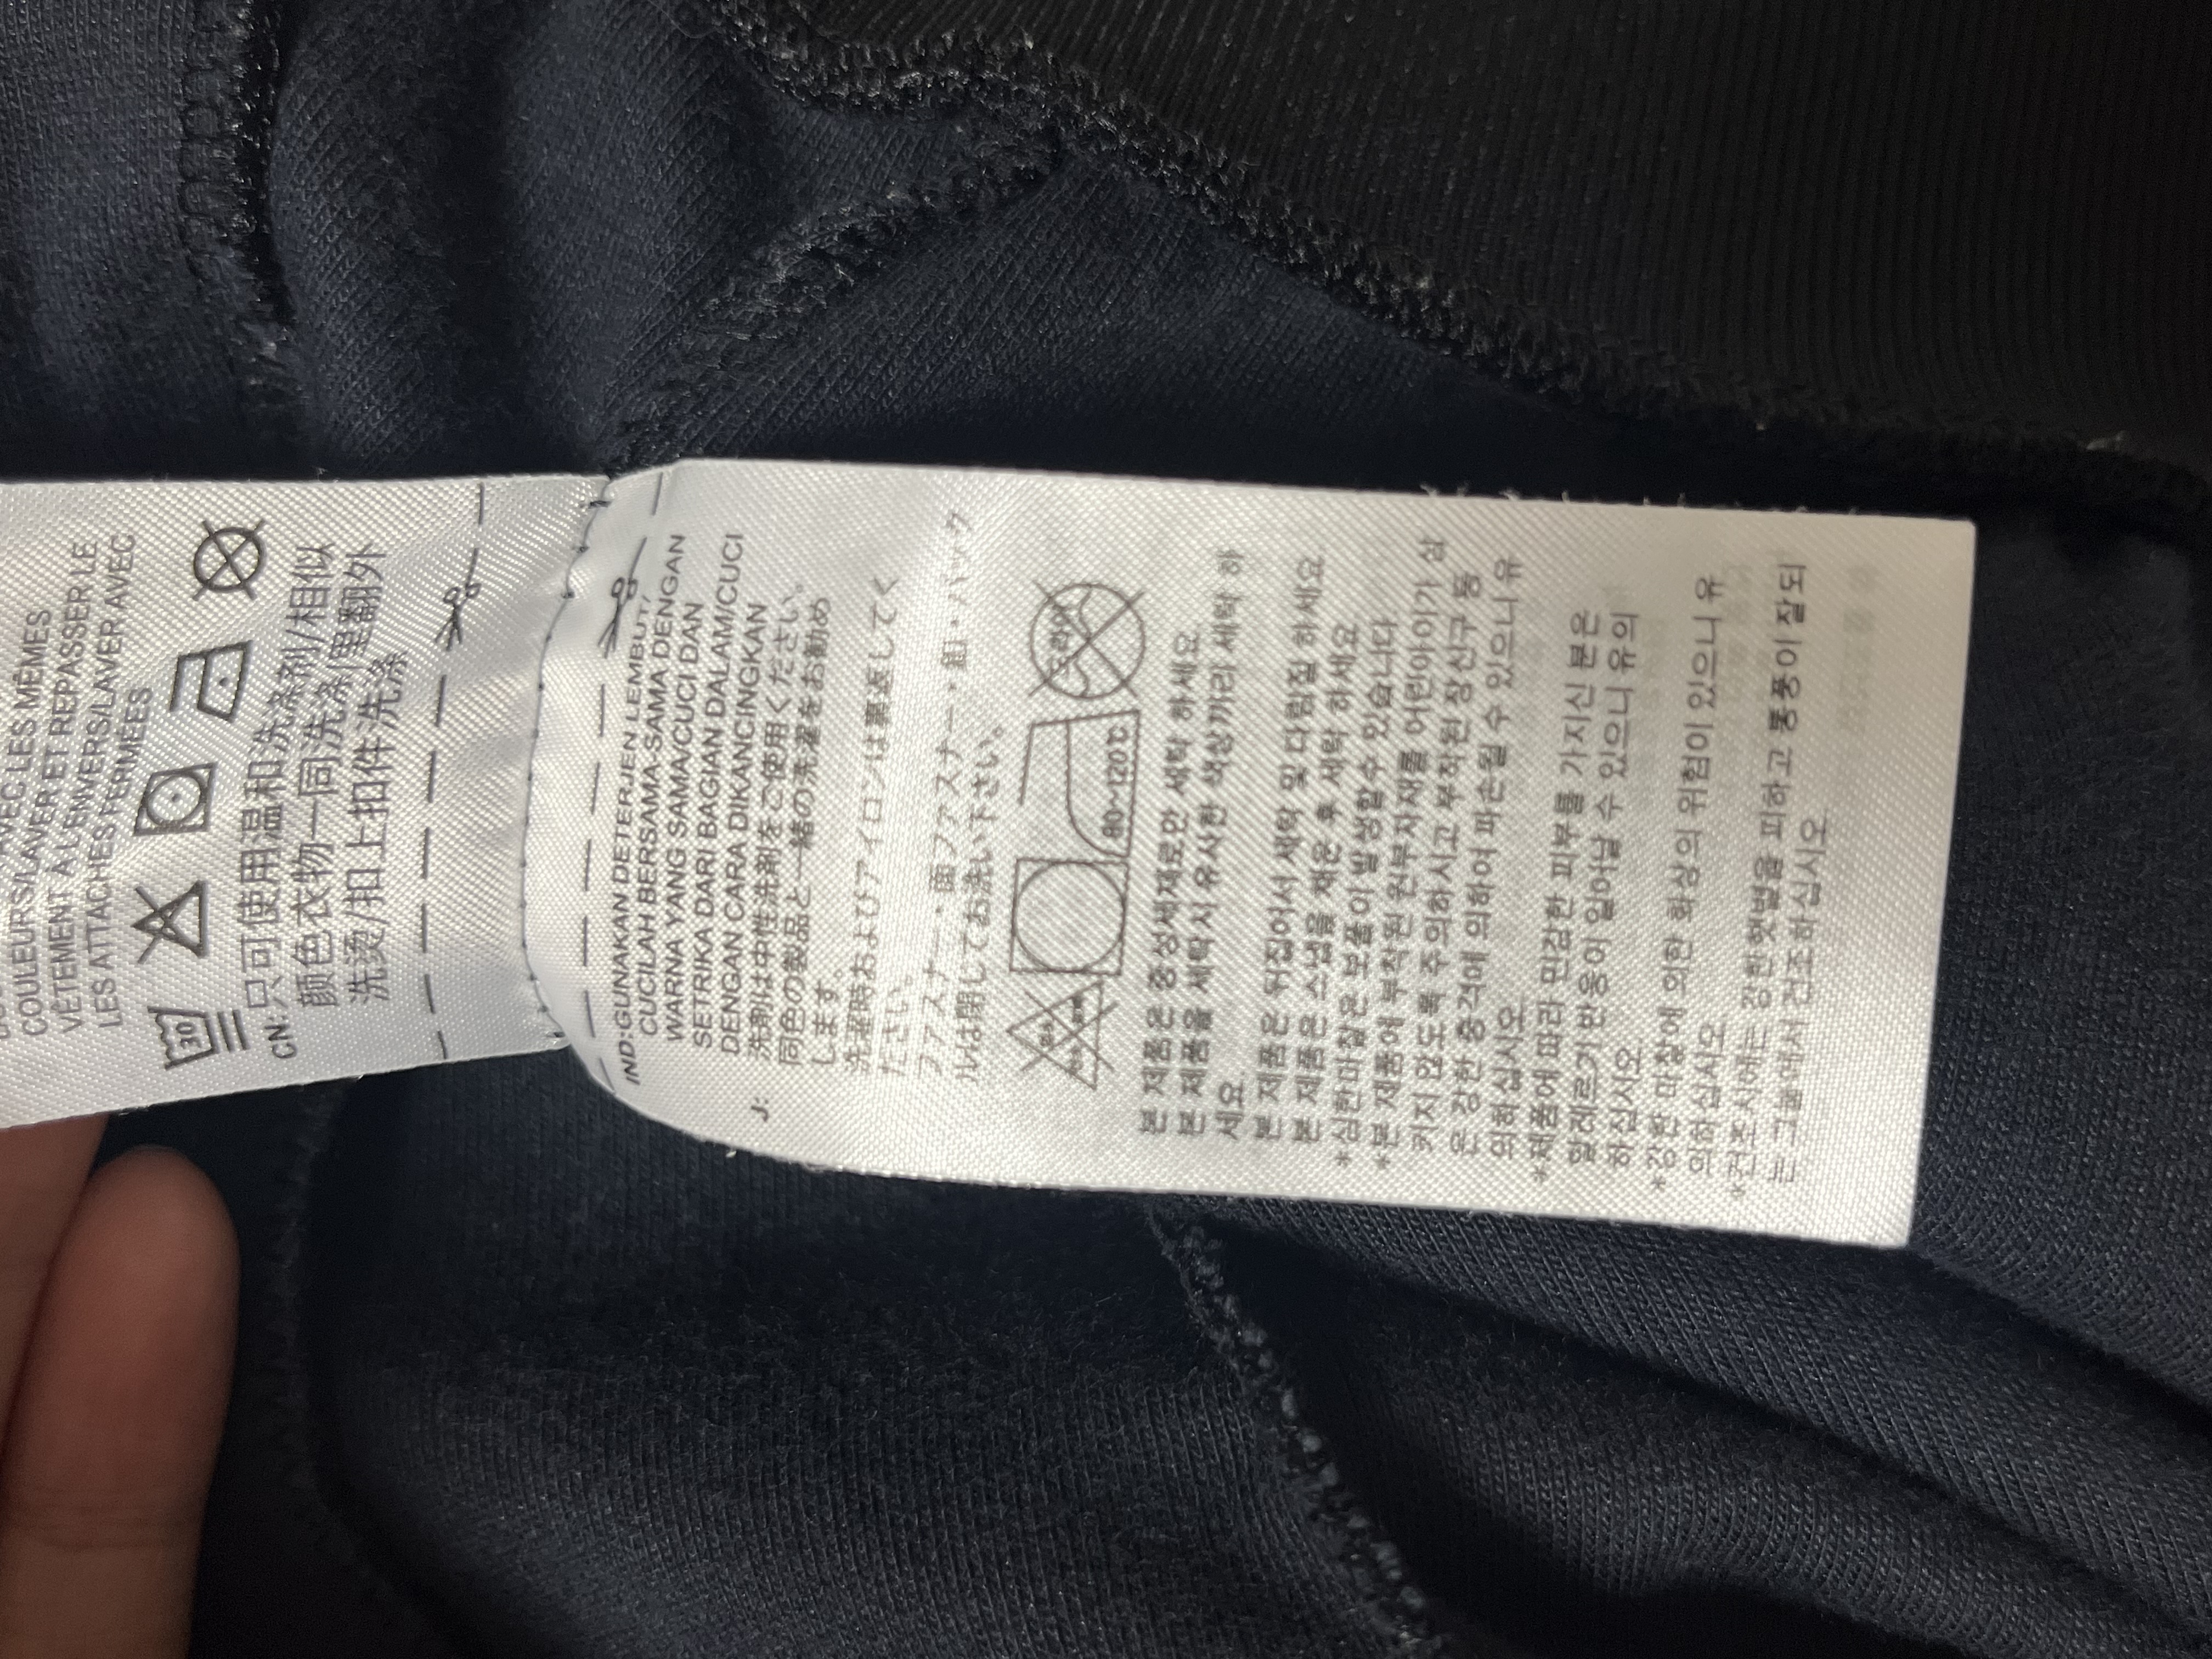 AVEC LES MÊMES
COULEURS/LAVER ET REPASSER LE
VÊTEMENT À L'ENVERS/LAVER AVEC
LES ATTACHES FERMÉES
30
CN: 只可使用温和洗涤剂/相似
颜色衣物一同洗涤/里翻外
洗烫/扣上扣件洗涤
IND:GUNAKAN DETERJEN LEMBUT/
CUCILAH BERSAMA-SAMA DENGAN
WARNA YANG SAMA/CUCI DAN
SETRIKA DARI BAGIAN DALAM/CUCI
DENGAN CARA DIKANCINGKAN
J: 洗剤は中性洗剤をご使用ください。
同色の製品と一緒の洗濯をお勧め
します。
洗濯時およびアイロンは裏返してく
ださい。
ファスナー・面ファスナー・釦・バック
ルは閉じてお洗い下さい。
80~120℃
드라이
본 제품은 중성세제로만 세탁 하세요
본 제품을 세탁시 유사한 색상끼리 세탁 하
세요
본 제품은 뒤집어서 세탁 및 다림질 하세요
본 제품은 스냅을 채운 후 세탁 하세요
*심한마찰은 보풀이 발생할수 있습니다
*본 제품에 부착된 원부자재를 어린아이가 삼
키지 않도록 주의하시고 부착된 장신구 등
은 강한 충격에 의하여 파손될 수 있으니 유
의하십시오
*제품에 따라 민감한 피부를 가지신 분은
알레르기 반응이 일어날 수 있으니 유의
하십시오
*강한 마찰에 의한 화상의 위험이 있으니 유
의하십시오
*건조시에는 강한햇볕을 피하고 통풍이 잘되
는 그늘에서 건조하십시오